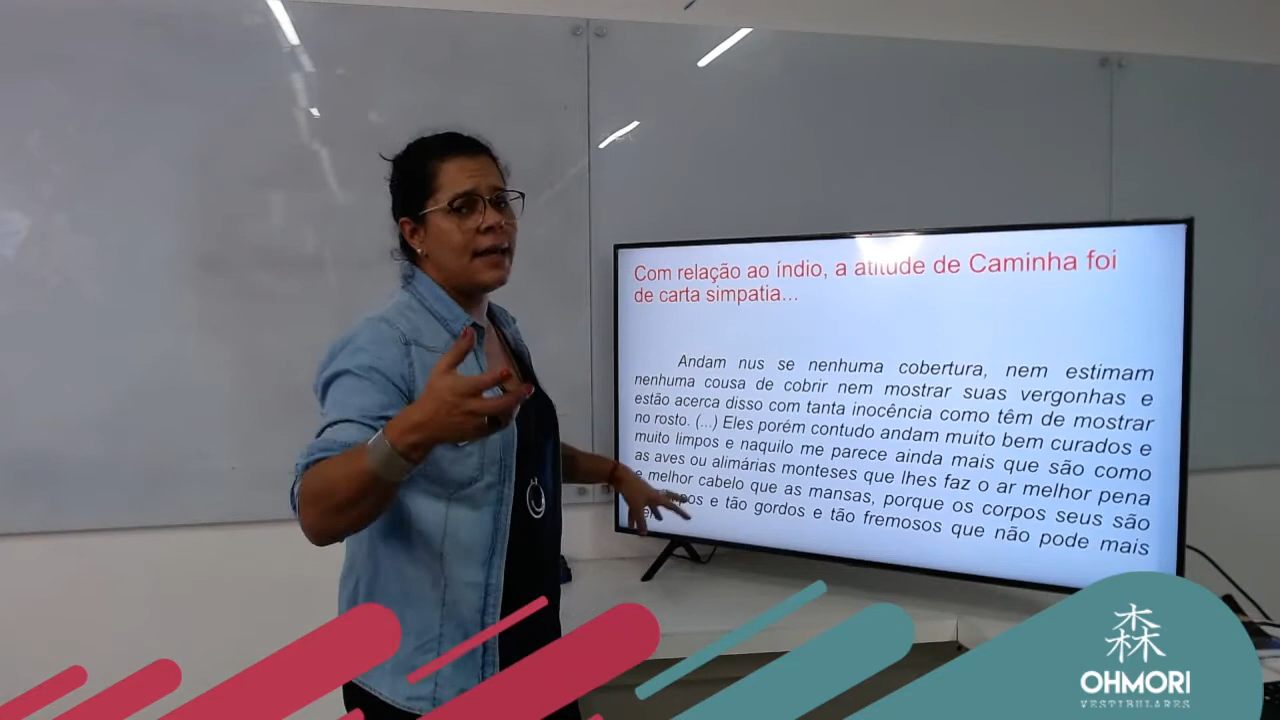 Com relação ao índio, a atitude de Caminha foi
de carta simpatia...
Andam nus se nenhuma cobertura, nem estimam
nenhuma cousa de cobrir nem mostrar suas vergonhas e
estão acerca disso com tanta inocência como têm de mostrar
no rosto. (...) Eles porém contudo andam muito bem curados e
muito limpos e naquilo me parece ainda mais que são como
as aves ou alimárias monteses que lhes faz o ar melhor pena
e melhor cabelo que as mansas, porque os corpos seus são
e tão gordos e tão fremosos que não pode mais
森
OHMORI
VESTIBULARES